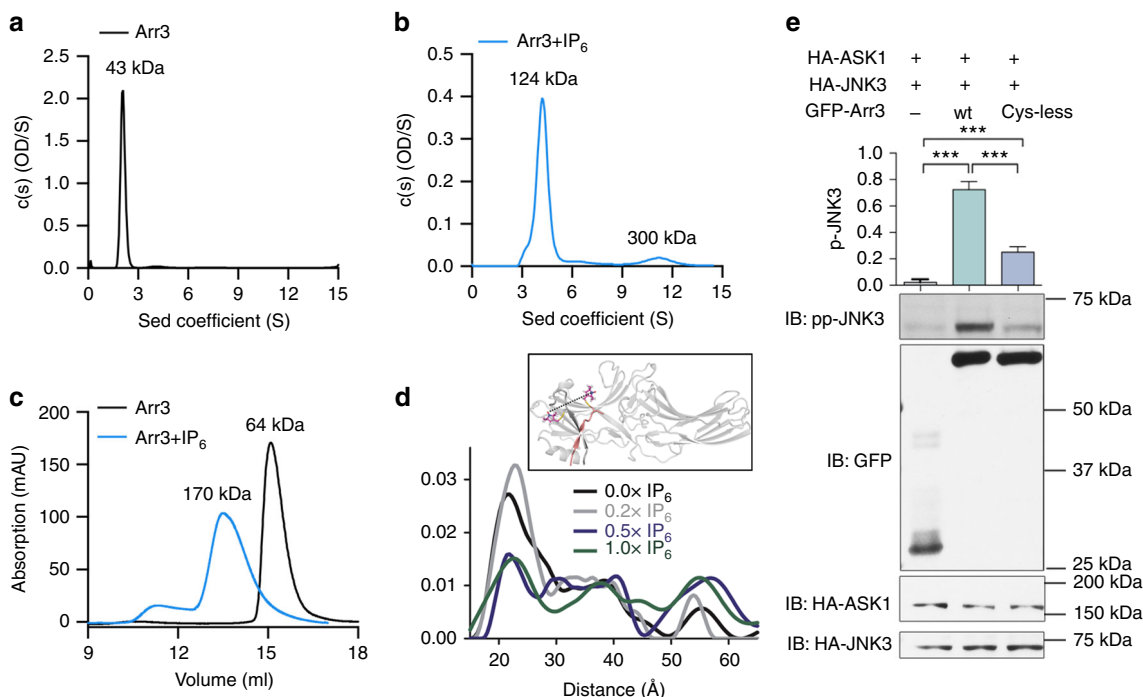 a
Arr3
43 kDa
c(s) (OD/S)
2.5
2.0
1.5
1.0
0.5
0.0
0 3 6 9 12 15
Sed coefficient (S)
b
Arr3+IP6
124 kDa
300 kDa
c(s) (OD/S)
0.5
0.4
0.3
0.2
0.1
0.0
0 3 6 9 12 15
Sed coefficient (S)
c
Arr3
Arr3+IP6
64 kDa
170 kDa
Absorption (mAU)
200
150
100
50
0
9 12 15 18
Volume (ml)
d
0.0× IP6
0.2× IP6
0.5× IP6
1.0× IP6
0.03
0.02
0.01
0.00
20 30 40 50 60
Distance (Å)
e
HA-ASK1 + + +
HA-JNK3 + + +
GFP-Arr3 – wt Cys-less
***
*** ***
p-JNK3
1.0
0.8
0.6
0.4
0.2
0.0
75 kDa
IB: pp-JNK3
50 kDa
IB: GFP
37 kDa
25 kDa
200 kDa
IB: HA-ASK1
150 kDa
75 kDa
IB: HA-JNK3